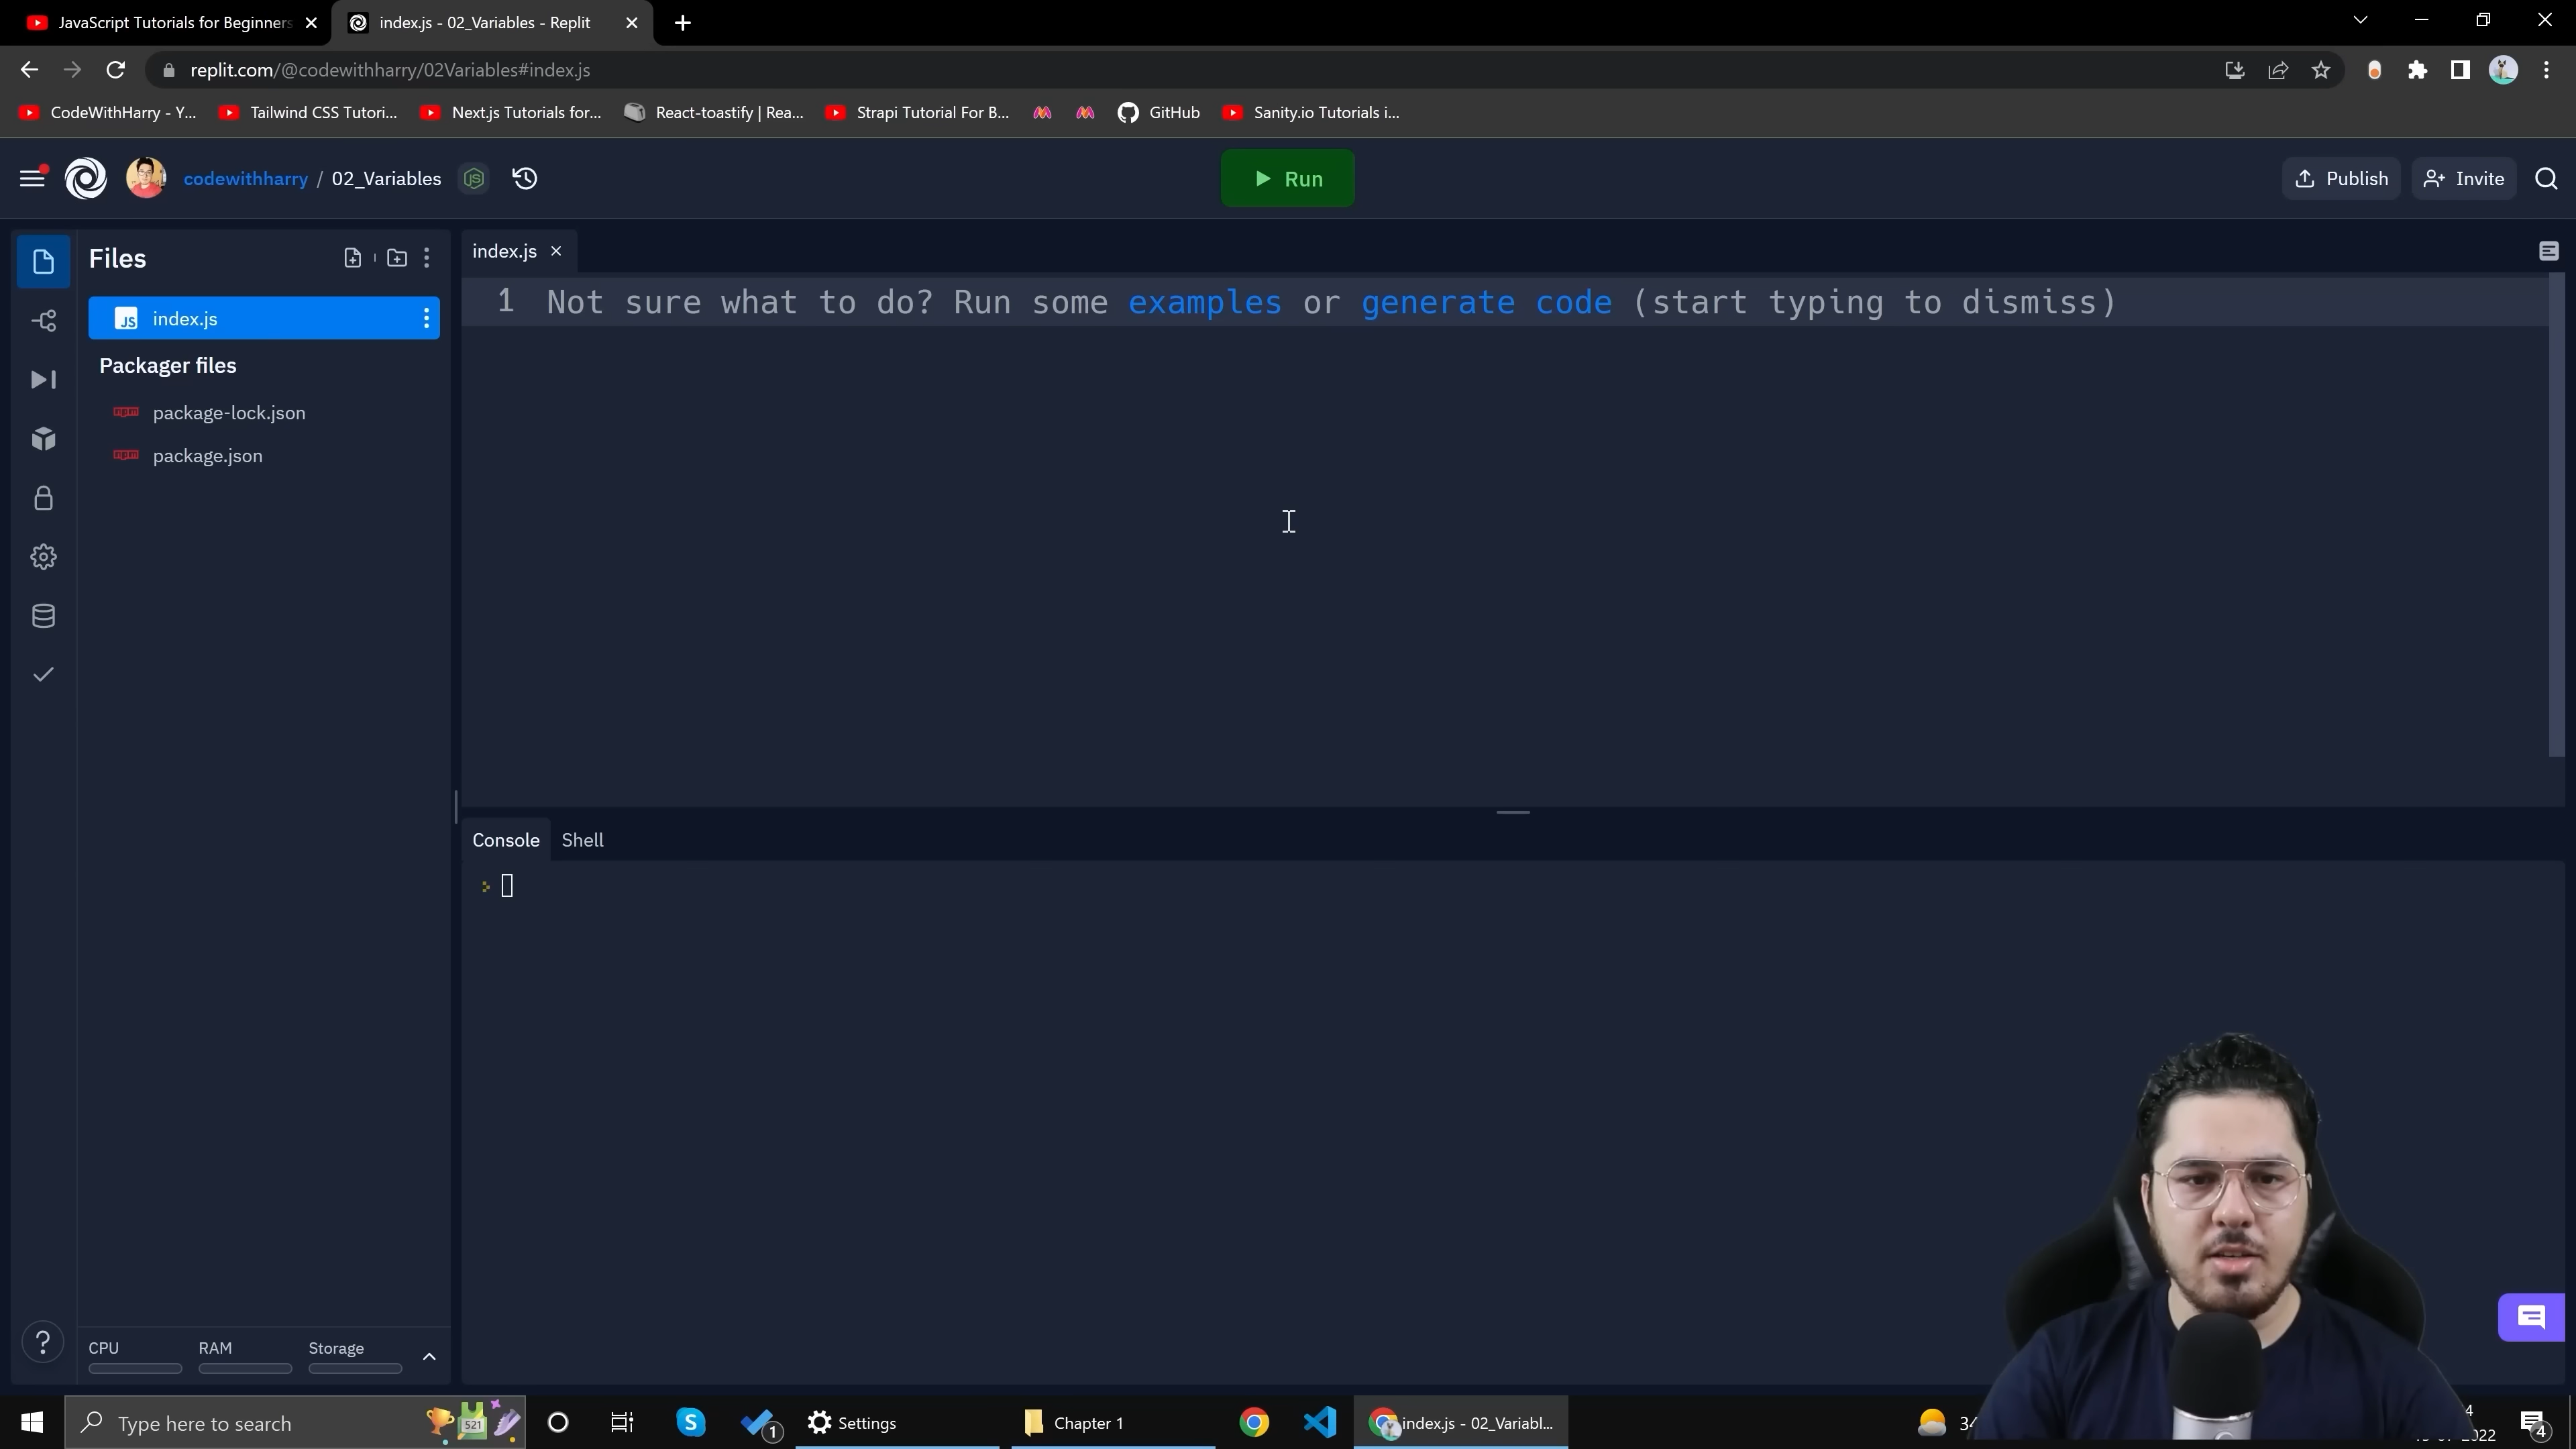 JavaScript Tutorials for Beginners
index.js - 02_Variables - Replit
replit.com/@codewithharry/02Variables#index.js
CodeWithHarry - Y...
Tailwind CSS Tutori...
Next.js Tutorials for...
React-toastify | Rea...
Strapi Tutorial For B...
GitHub
Sanity.io Tutorials i...
codewithharry / 02_Variables
Run
Publish
Invite
Files
index.js
Packager files
package-lock.json
package.json
index.js
1 Not sure what to do? Run some examples or generate code (start typing to dismiss)
Console
Shell
CPU
RAM
Storage
?
Type here to search
521
1
Settings
Chapter 1
index.js - 02_Variabl...
4